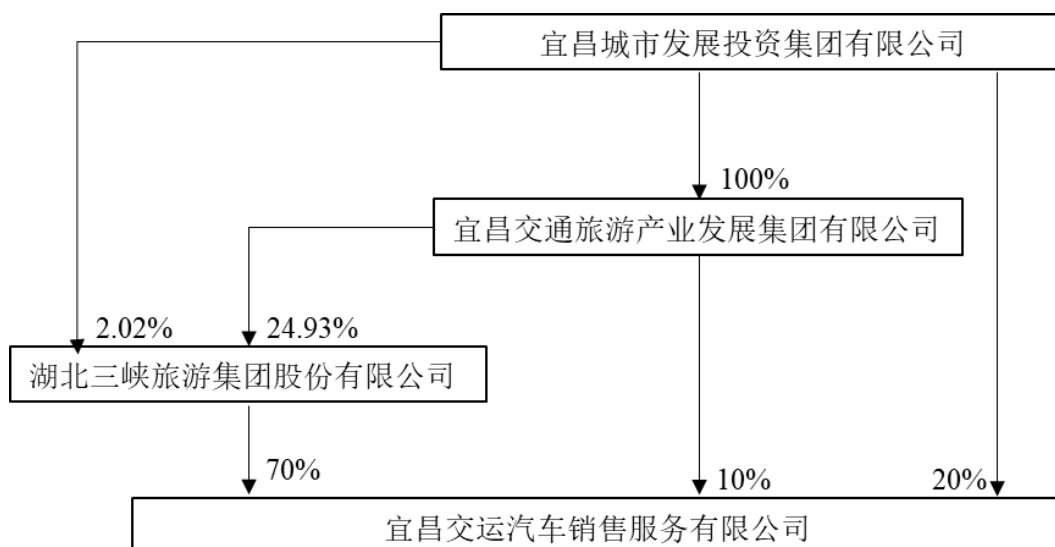 宜昌城市发展投资集团有限公司
100%
宜昌交通旅游产业发展集团有限公司
2.02%
24.93%
湖北三峡旅游集团股份有限公司
70%
10%
20%
宜昌交运汽车销售服务有限公司